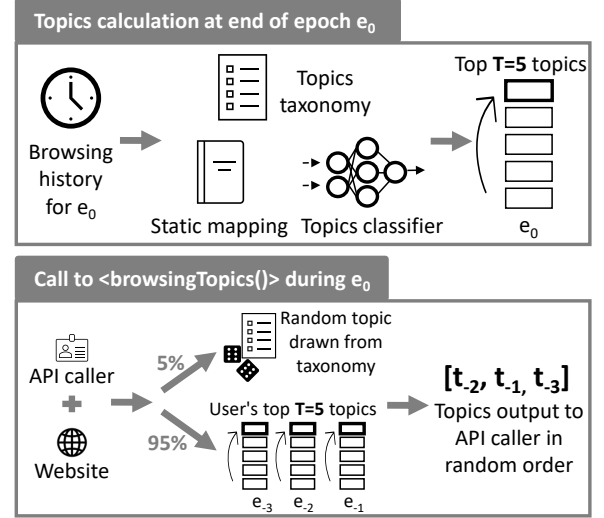 Topics calculation at end of epoch e₀
Top T=5 topics
Topics
taxonomy
Browsing
history
for e₀
Static mapping
Topics classifier
e₀
Call to <browsingTopics()> during e₀
Random topic
drawn from
taxonomy
5%
API caller
[t₋₂, t₋₁, t₋₃]
User's top T=5 topics
Topics output to
API caller in
random order
95%
Website
e₋₃
e₋₂
e₋₁